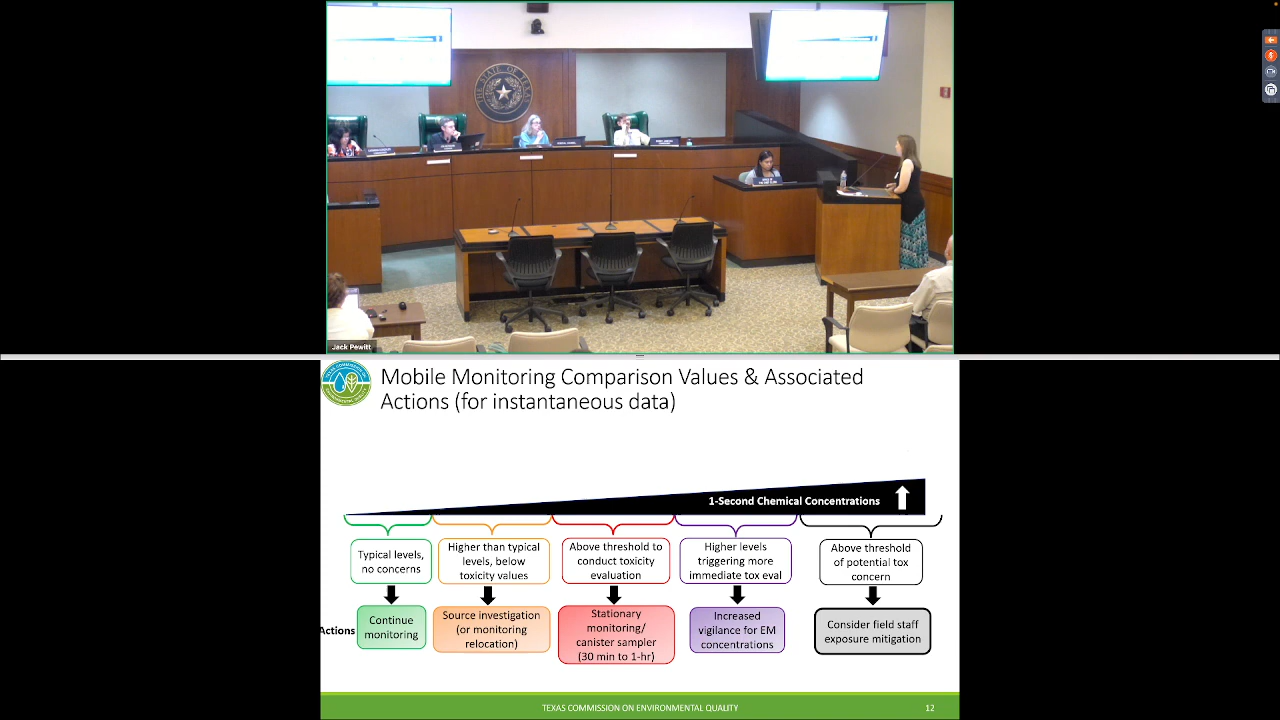 THE STATE OF TEXAS
Jack Pewitt
Mobile Monitoring Comparison Values & Associated
Actions (for instantaneous data)
1-Second Chemical Concentrations
Typical levels,
no concerns
Higher than typical
levels, below
toxicity values
Above threshold to
conduct toxicity
evaluation
Higher levels
triggering more
immediate tox eval
Above threshold
of potential tox
concern
Actions
Continue
monitoring
Source investigation
(or monitoring
relocation)
Stationary
monitoring/
canister sampler
(30 min to 1-hr)
Increased
vigilance for EM
concentrations
Consider field staff
exposure mitigation
TEXAS COMMISSION ON ENVIRONMENTAL QUALITY
12